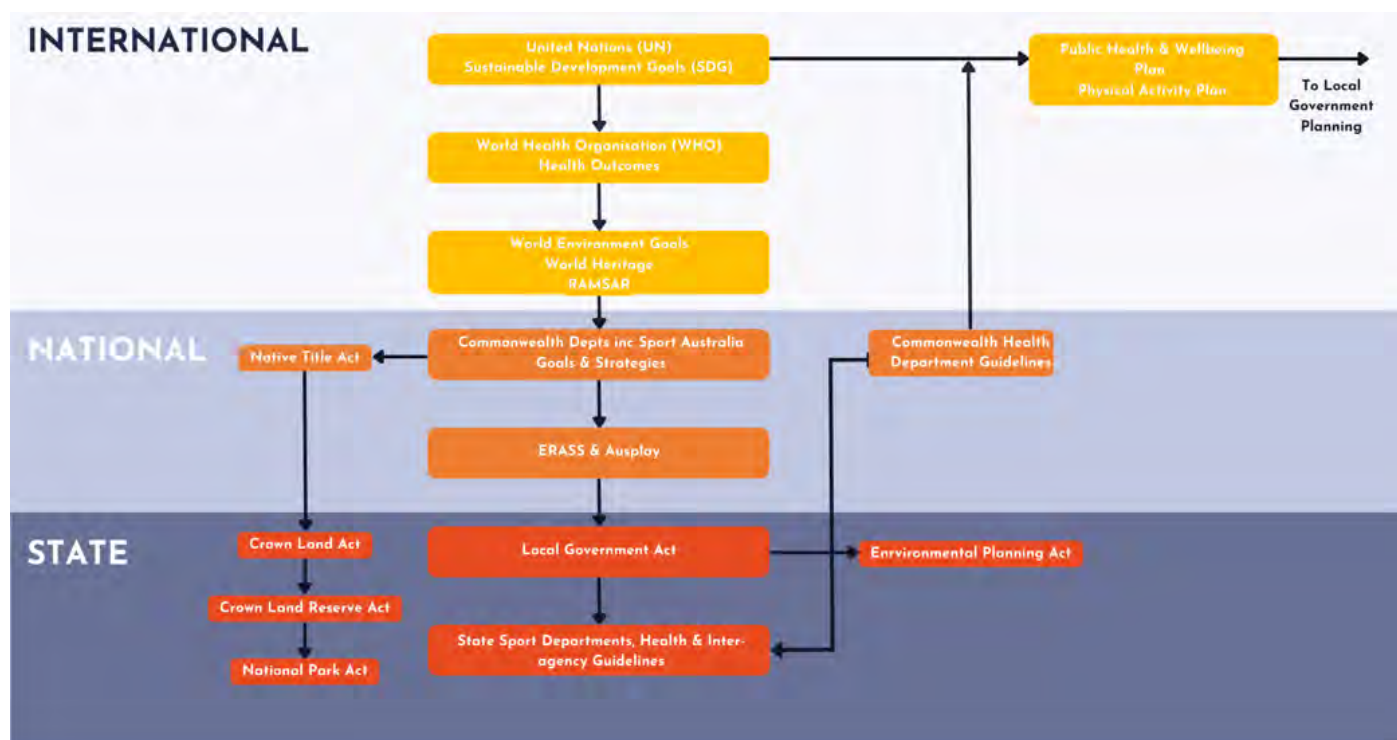 INTERNATIONAL
United Nations (UN)
Sustainable Development Goals (SDG)
Public Health & Wellbeing
Plan
Physical Activity Plan
To Local
Government
Planning
World Health Organisation (WHO)
Health Outcomes
World Environment Goals
World Heritage
RAMSAR
NATIONAL
Native Title Act
Commonwealth Depts inc Sport Australia
Goals & Strategies
Commonwealth Health
Department Guidelines
ERASS & Ausplay
STATE
Crown Land Act
Local Government Act
Enrvironmental Planning Act
Crown Land Reserve Act
State Sport Departments, Health & Inter-
agency Guidelines
National Park Act